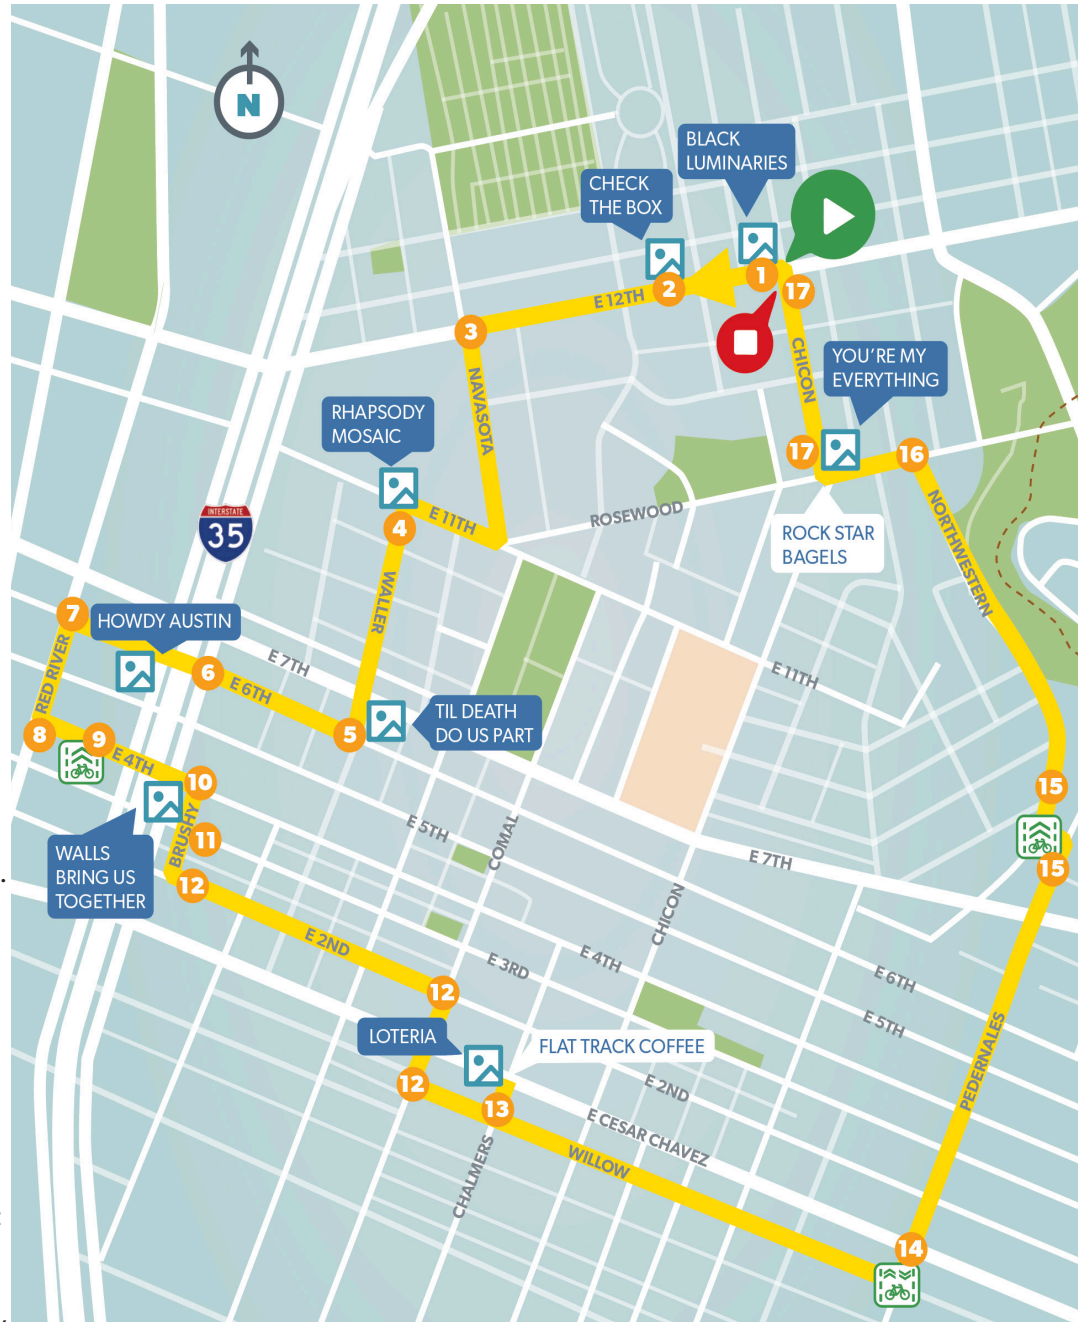 N
BLACK
LUMINARIES
CHECK
THE BOX
1
17
2
E 12TH
3
CHICON
YOU'RE MY
EVERYTHING
NAVASOTA
RHAPSODY
MOSAIC
17
16
E 11TH
ROSEWOOD
4
INTERSTATE
35
ROCK STAR
BAGELS
NORTHWESTERN
WALLER
7
HOWDY AUSTIN
RED RIVER
6
E 7TH
E 6TH
E 11TH
TIL DEATH
DO US PART
5
8
9
E 4TH
10
15
BRUSHY
11
E 5TH
COMAL
WALLS
BRING US
TOGETHER
E 7TH
15
12
CHICON
E 2ND
E 3RD
E 4TH
E 6TH
12
E 5TH
LOTERIA
FLAT TRACK COFFEE
PEDERNALES
12
E 2ND
13
E CESAR CHAVEZ
WILLOW
CHALMERS
14